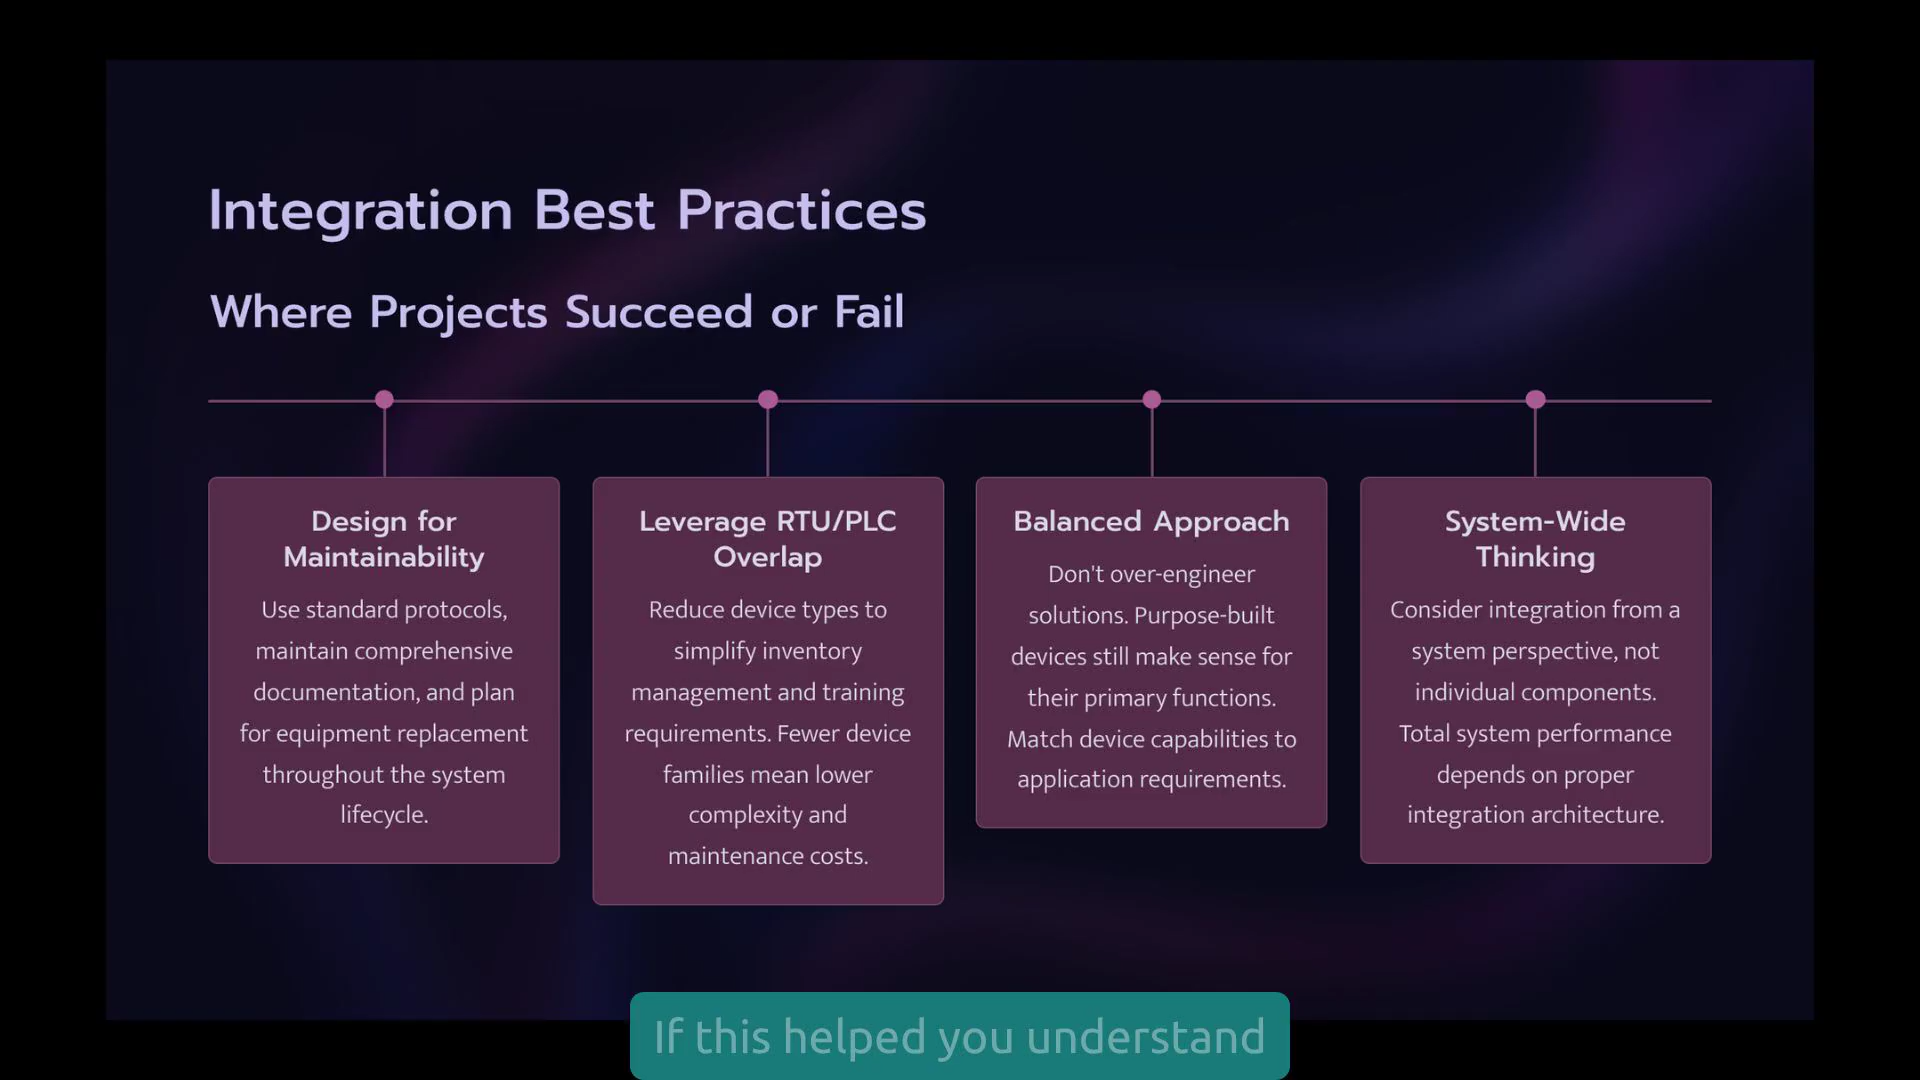 Integration Best Practices
Where Projects Succeed or Fail
Design for
Maintainability
Use standard protocols,
maintain comprehensive
documentation, and plan
for equipment replacement
throughout the system
lifecycle.
Leverage RTU/PLC
Overlap
Reduce device types to
simplify inventory
management and training
requirements. Fewer device
families mean lower
complexity and
maintenance costs.
Balanced Approach
Don't over-engineer
solutions. Purpose-built
devices still make sense for
their primary functions.
Match device capabilities to
application requirements.
System-Wide
Thinking
Consider integration from a
system perspective, not
individual components.
Total system performance
depends on proper
integration architecture.
If this helped you understand